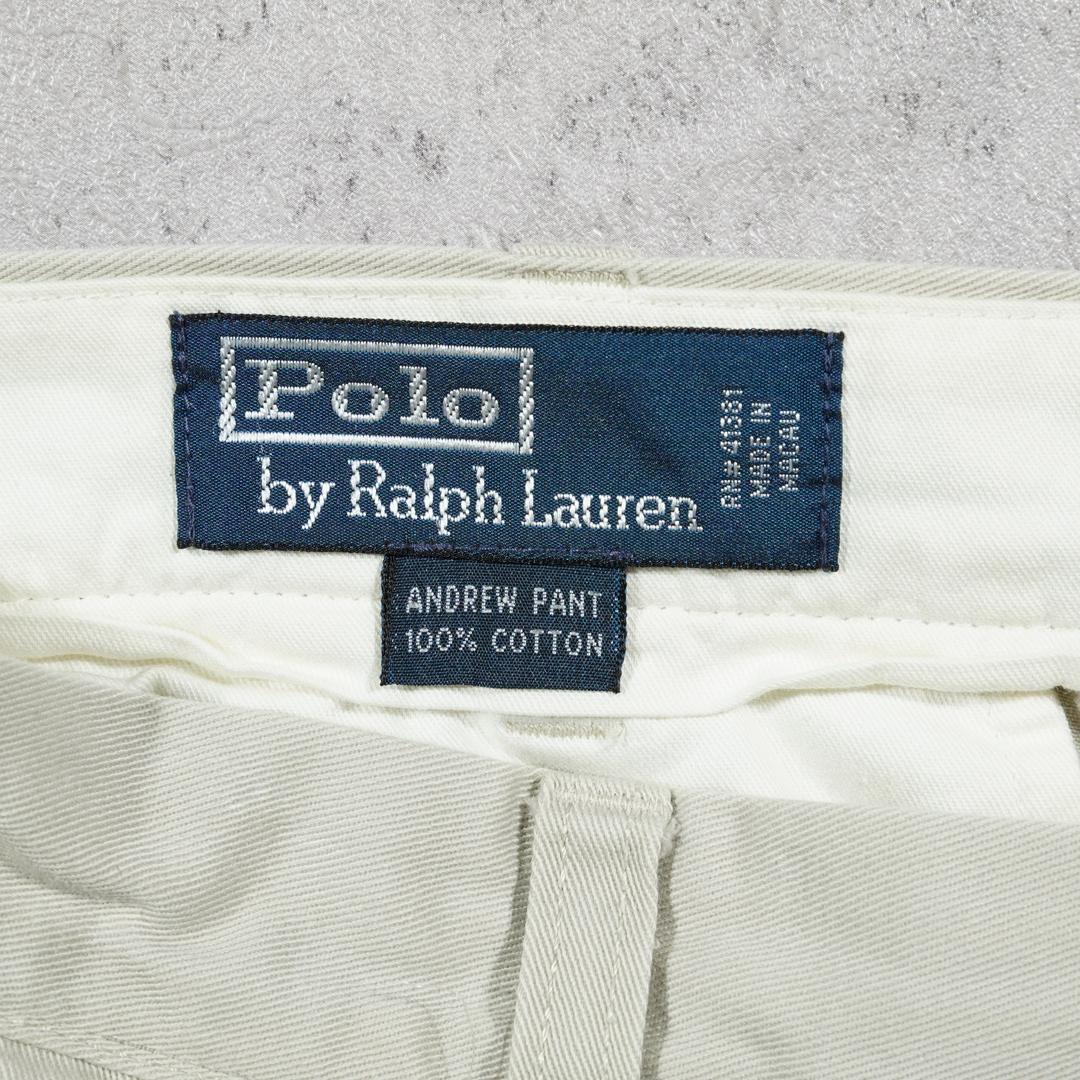 Polo
by Ralph Lauren
RN# 41381
MADE IN
MACAU
ANDREW PANT
100% COTTON